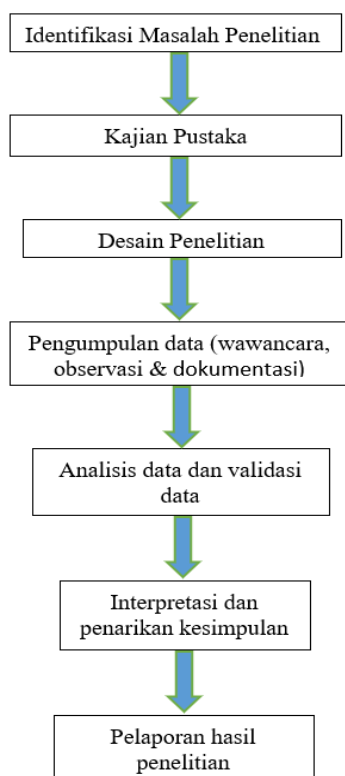 Identifikasi Masalah Penelitian
Kajian Pustaka
Desain Penelitian
Pengumpulan data (wawancara,
observasi & dokumentasi)
Analisis data dan validasi
data
Interpretasi dan
penarikan kesimpulan
Pelaporan hasil
penelitian